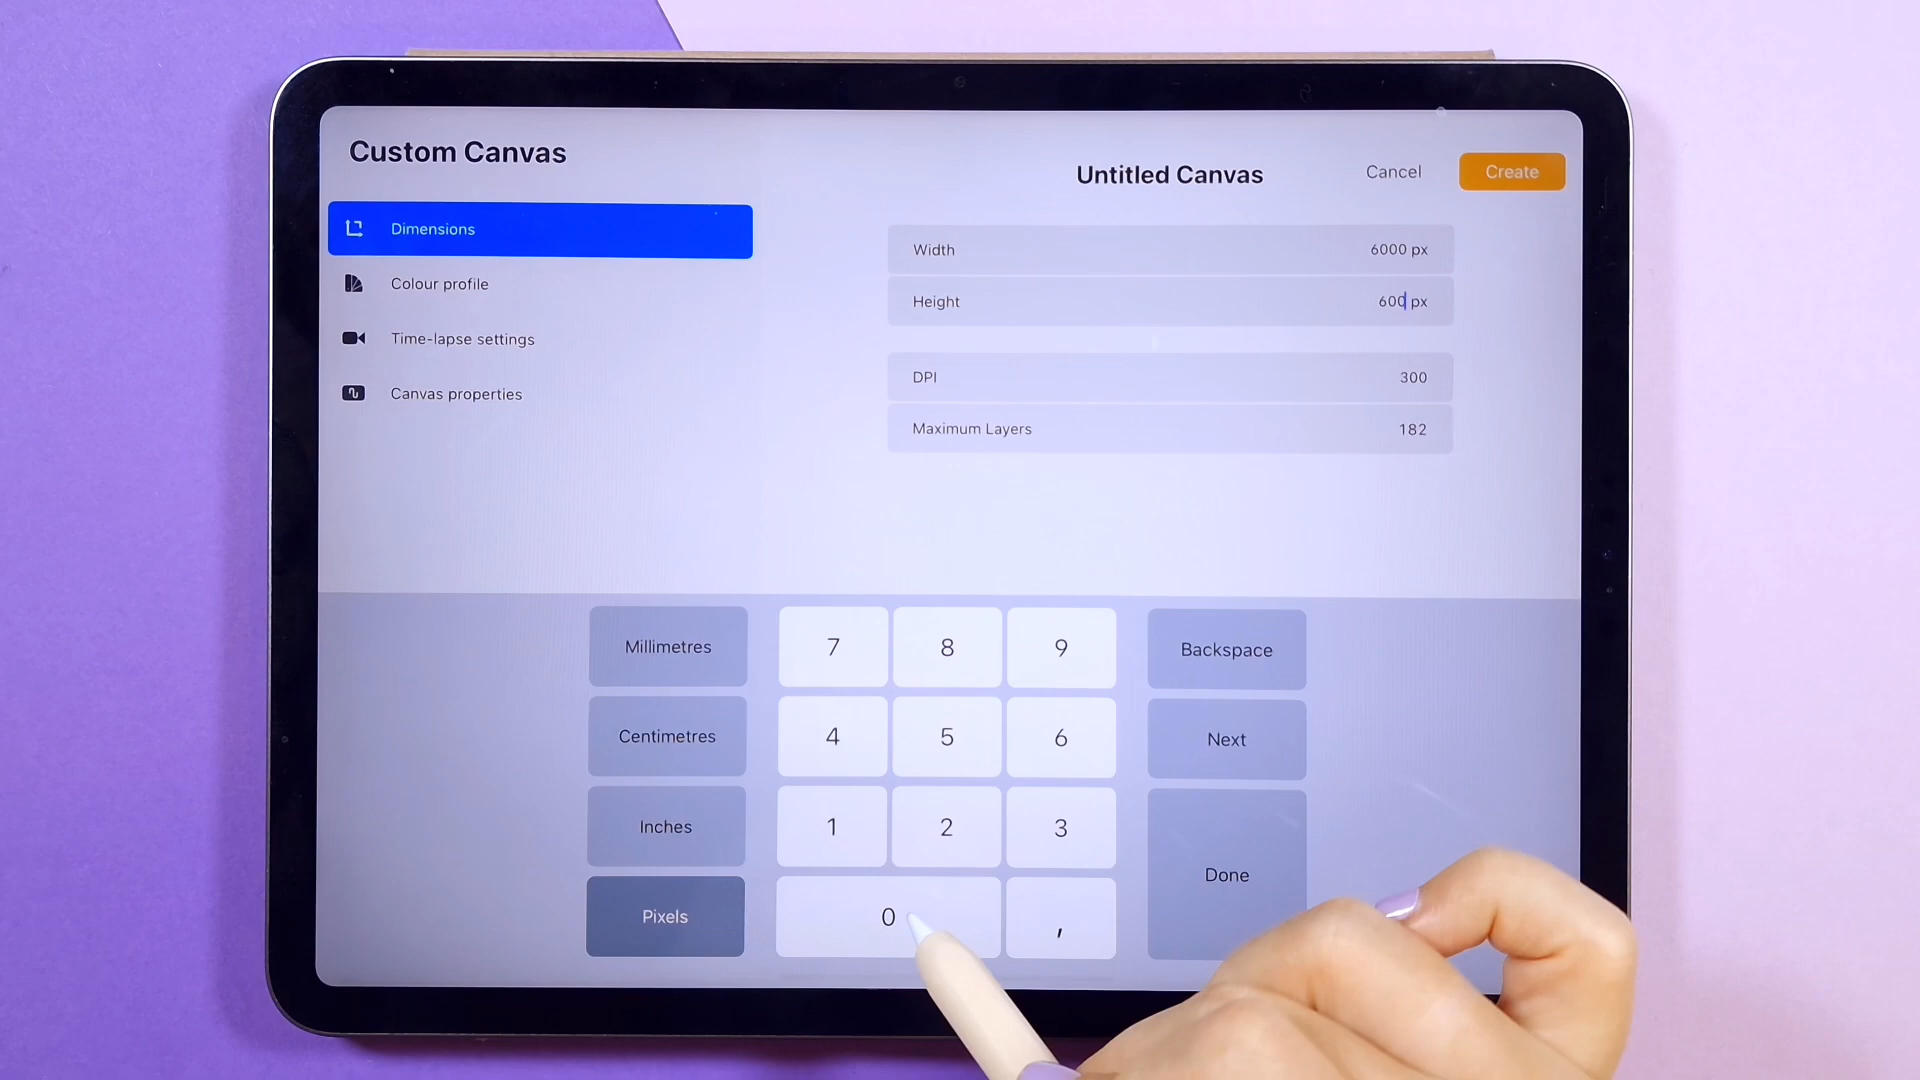 Custom Canvas
Untitled Canvas
Cancel
Create
Dimensions
Colour profile
Time-lapse settings
Canvas properties
Width 6000 px
Height 600 px
DPI 300
Maximum Layers 182
Millimetres 7 8 9 Backspace
Centimetres 4 5 6 Next
Inches 1 2 3
Done
Pixels 0 ,